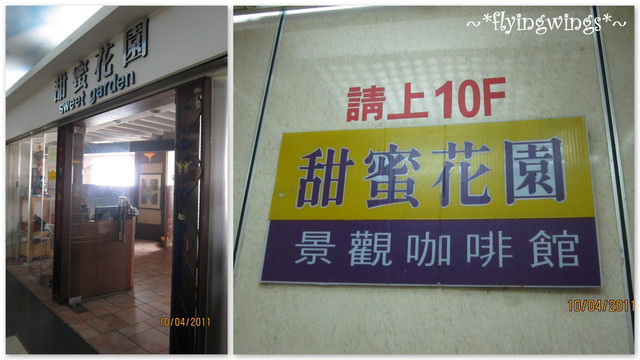 甜蜜花園
sweet garden
10/04/2011
~*flyingwings*~
請上10F
甜蜜花園
景觀咖啡館
10/04/2011